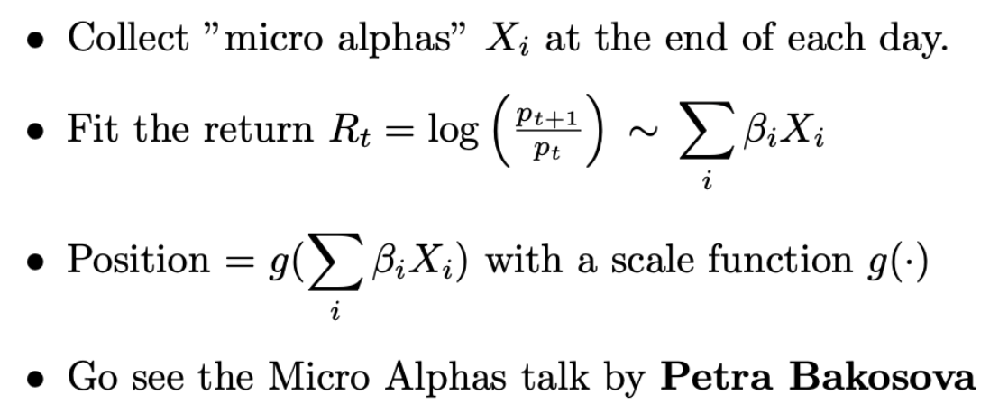 • Collect ”micro alphas” $X_i$ at the end of each day.
• Fit the return $R_t = \log\left(\frac{p_{t+1}}{p_t}\right) \sim \sum_i \beta_i X_i$
• Position $= g(\sum_i \beta_i X_i)$ with a scale function $g(\cdot)$
• Go see the Micro Alphas talk by Petra Bakosova